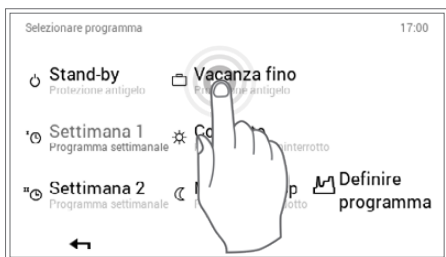 Selezionare programma 17:00
Stand-by
Protezione antigelo
Vacanza fino
antigelo
Settimana 1
Programma settimanale
Settimana 2
Programma settimanale
Definire
programma